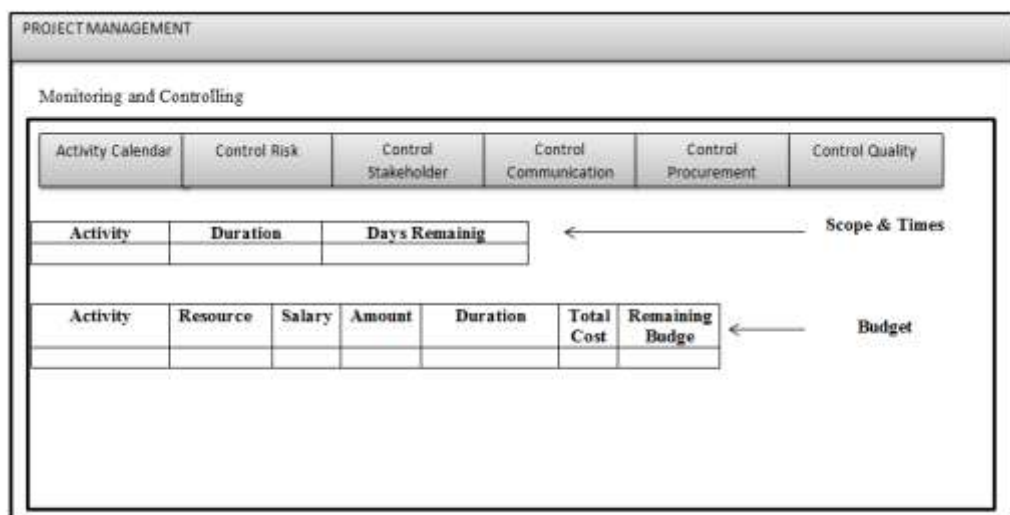 PROJECT MANAGEMENT
Monitoring and Controlling
Activity Calendar Control Risk Control Stakeholder Control Communication Control Procurement Control Quality
Activity Duration Days Remainig
Scope & Times
Activity Resource Salary Amount Duration Total Cost Remaining Budge
Budget